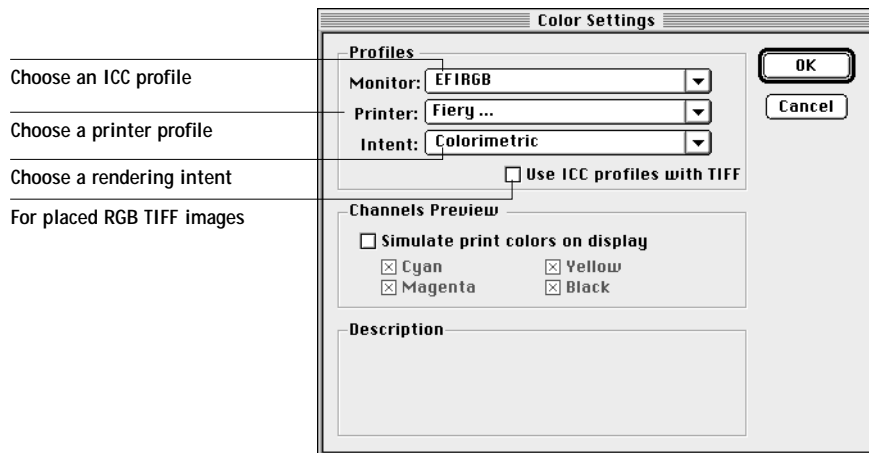 Color Settings
Choose an ICC profile
Choose a printer profile
Choose a rendering intent
For placed RGB TIFF images
Profiles
Monitor: EFIRGB
Printer: Fiery ...
Intent: Colorimetric
Use ICC profiles with TIFF
OK
Cancel
Channels Preview
Simulate print colors on display
Cyan Yellow
Magenta Black
Description